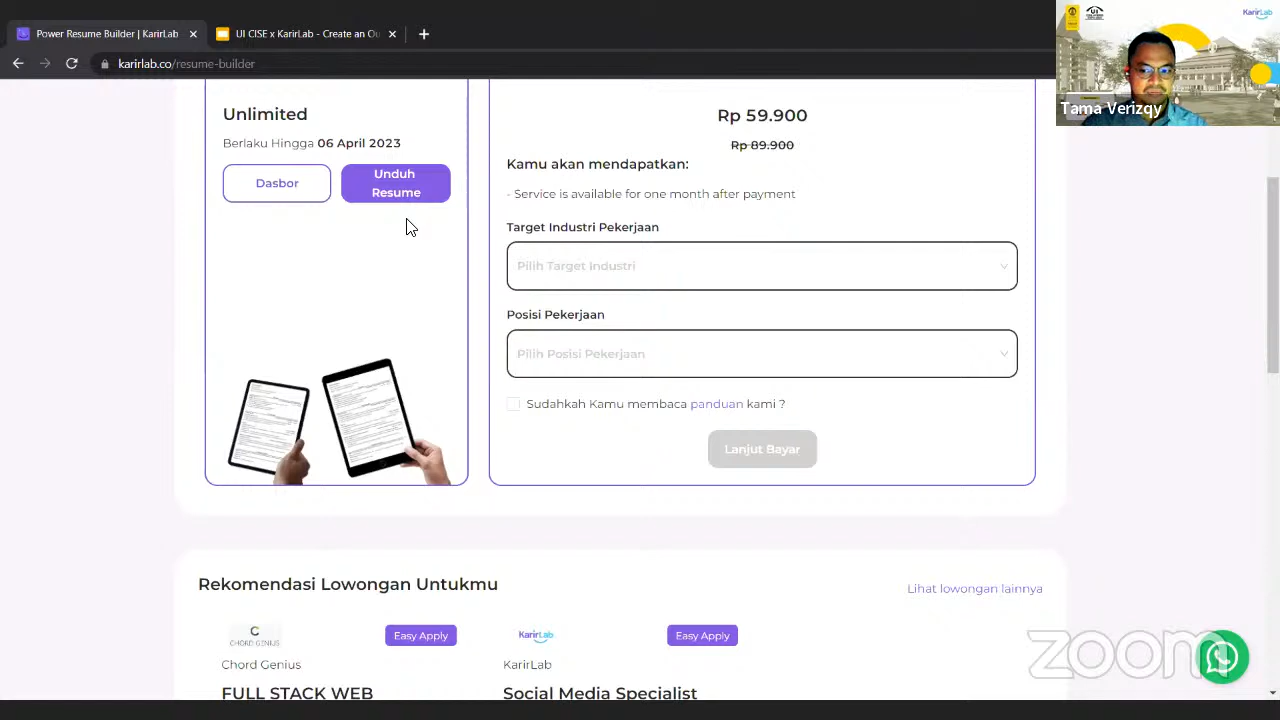 Power Resume Builder | KarirLab
UI CISE x KarirLab - Create an Ou
karirlab.co/resume-builder
KarirLab
Tama Verizqy
Unlimited
Berlaku Hingga 06 April 2023
Dasbor
Unduh
Resume
Rp 59.900
Rp 89.900
Kamu akan mendapatkan:
- Service is available for one month after payment
Target Industri Pekerjaan
Pilih Target Industri
Posisi Pekerjaan
Pilih Posisi Pekerjaan
Sudahkah Kamu membaca panduan kami ?
Lanjut Bayar
Rekomendasi Lowongan Untukmu
Lihat lowongan lainnya
CHORD GENIUS
Easy Apply
Chord Genius
FULL STACK WEB
KarirLab
Easy Apply
KarirLab
Social Media Specialist
zoom